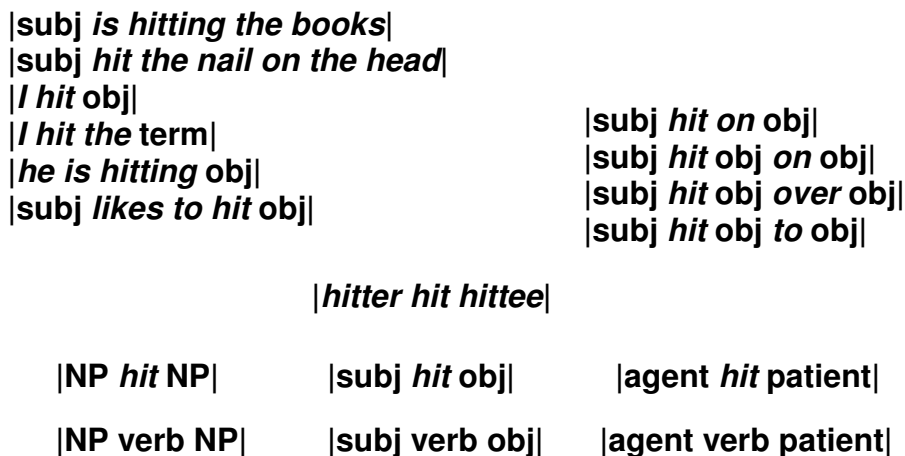 |subj is hitting the books|
|subj hit the nail on the head|
|I hit obj|
|I hit the term|
|he is hitting obj|
|subj likes to hit obj|
|subj hit on obj|
|subj hit obj on obj|
|subj hit obj over obj|
|subj hit obj to obj|
|hitter hit hittee|
|NP hit NP| |subj hit obj| |agent hit patient|
|NP verb NP| |subj verb obj| |agent verb patient|